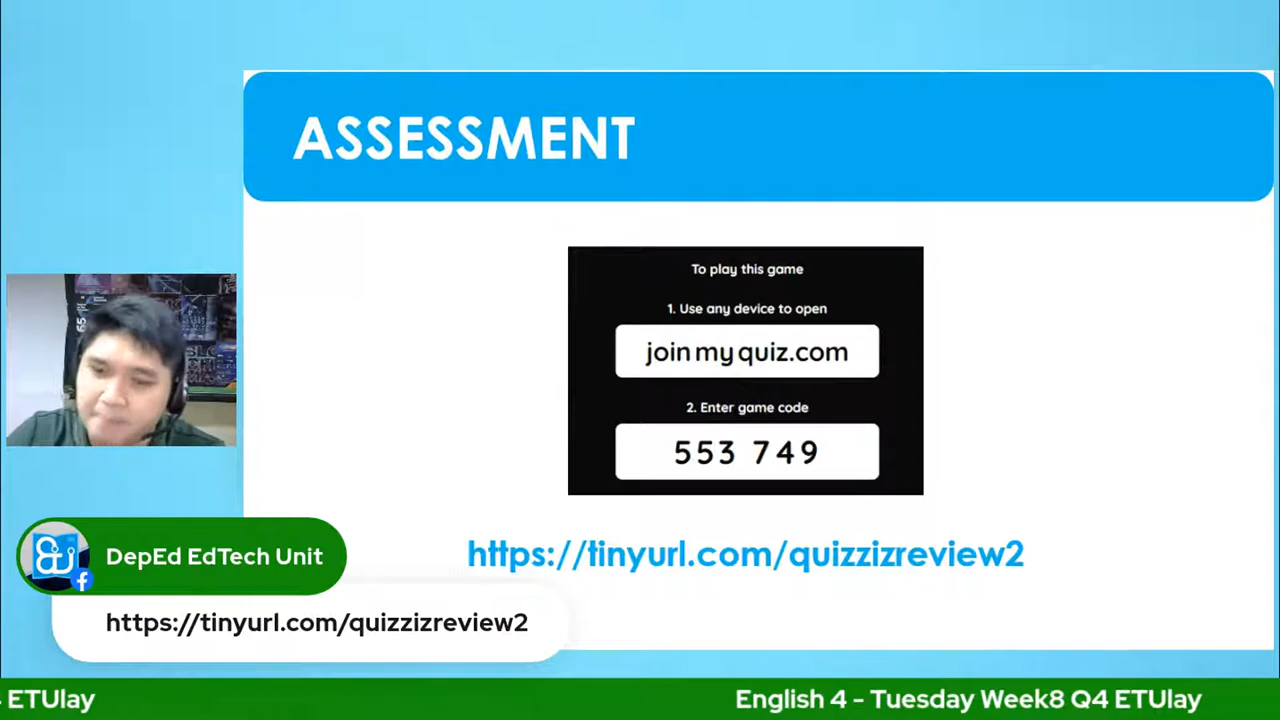 ASSESSMENT
To play this game
1. Use any device to open
joinmyquiz.com
2. Enter game code
553 749
https://tinyurl.com/quizzizreview2
DepEd EdTech Unit
https://tinyurl.com/quizzizreview2
ETUlay
English 4 - Tuesday Week8 Q4 ETUlay